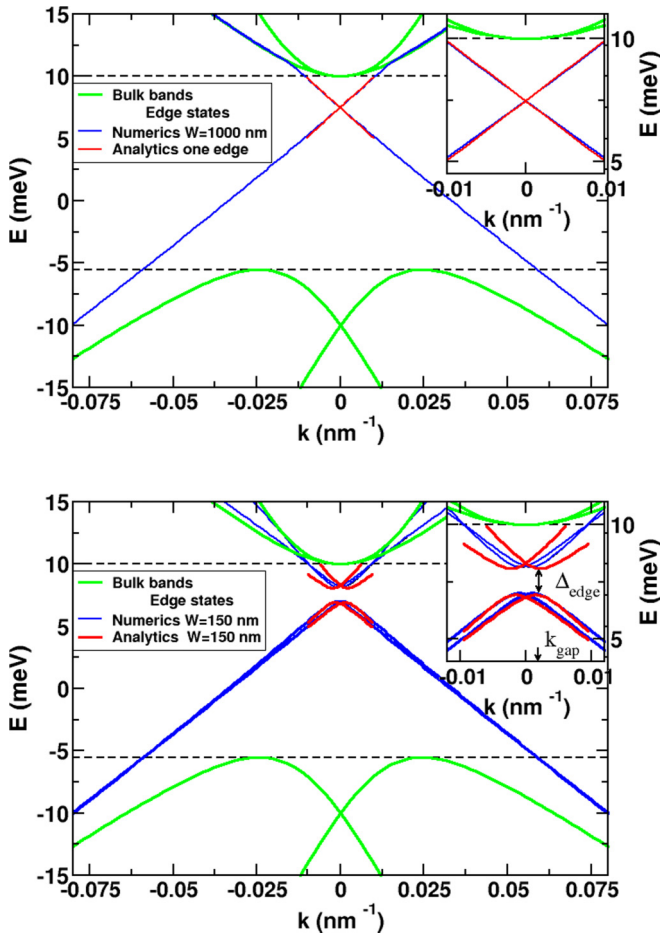 15
10
5
0
-5
-10
-15
E (meV)
-0.075
-0.05
-0.025
0
0.025
0.05
0.075
k (nm⁻¹)
Bulk bands
Edge states
Numerics W=1000 nm
Analytics one edge
10
5
E (meV)
-0.01
0
0.01
k (nm⁻¹)
15
10
5
0
-5
-10
-15
E (meV)
-0.075
-0.05
-0.025
0
0.025
0.05
0.075
k (nm⁻¹)
Bulk bands
Edge states
Numerics W=150 nm
Analytics W=150 nm
10
5
E (meV)
Δedge
kgap
-0.01
0
0.01
k (nm⁻¹)